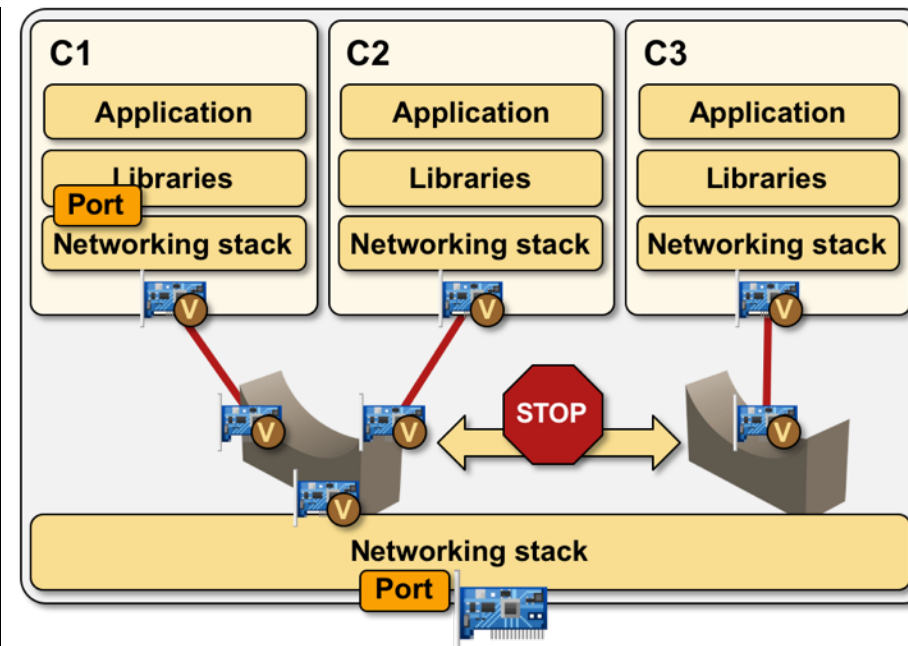 C1
C2
C3
Application
Application
Application
Libraries
Libraries
Libraries
Port
Networking stack
Networking stack
Networking stack
V
V
V
STOP
V
V
V
V
Networking stack
Port